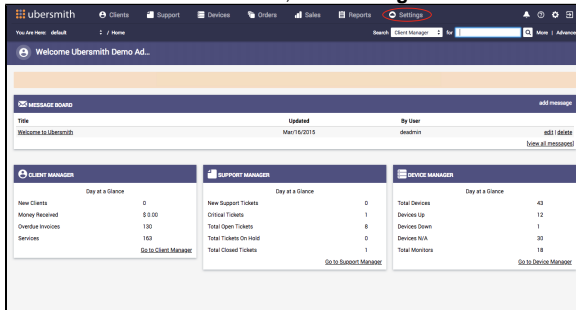 ubersmith Clients Support Devices Orders Sales Reports Settings
You Are Here: default / Home Search Client Manager for More | Advance
Welcome Ubersmith Demo Ad...
MESSAGE BOARD add message
Title Updated By User
Welcome to Ubersmith Mar/16/2015 deadmin edit | delete
[view all messages]
CLIENT MANAGER
Day at a Glance
New Clients 0
Money Received $ 0.00
Overdue Invoices 130
Services 163
Go to Client Manager
SUPPORT MANAGER
Day at a Glance
New Support Tickets 0
Critical Tickets 1
Total Open Tickets 8
Total Tickets On Hold 0
Total Closed Tickets 1
Go to Support Manager
DEVICE MANAGER
Day at a Glance
Total Devices 43
Devices Up 12
Devices Down 1
Devices N/A 30
Total Monitors 18
Go to Device Manager